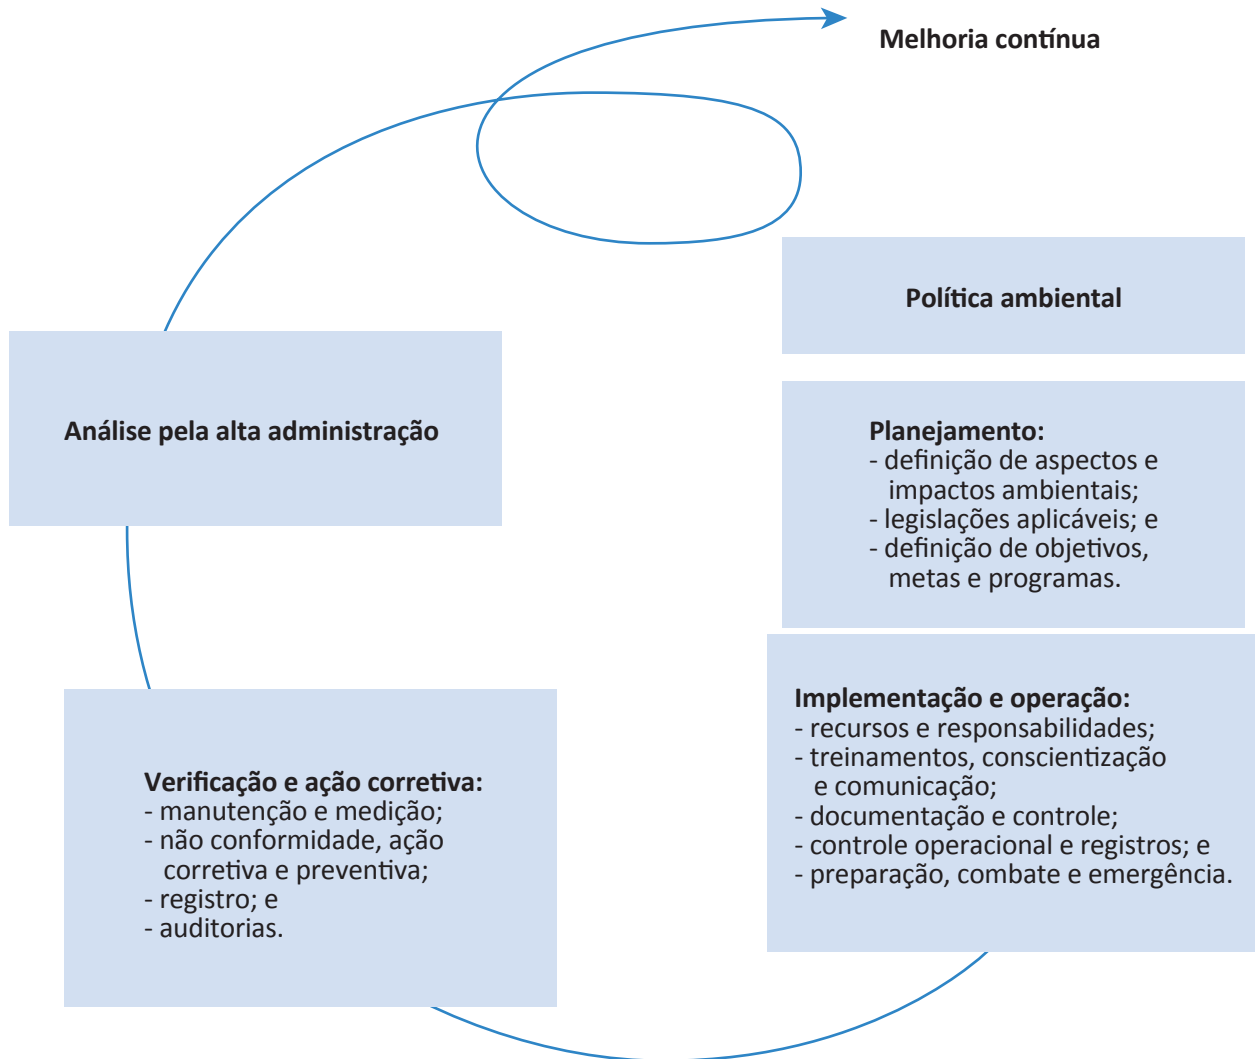 Melhoria contínua
Política ambiental
Análise pela alta administração
Planejamento:
- definição de aspectos e
impactos ambientais;
- legislações aplicáveis; e
- definição de objetivos,
metas e programas.
Implementação e operação:
- recursos e responsabilidades;
- treinamentos, conscientização
e comunicação;
- documentação e controle;
- controle operacional e registros; e
- preparação, combate e emergência.
Verificação e ação corretiva:
- manutenção e medição;
- não conformidade, ação
corretiva e preventiva;
- registro; e
- auditorias.